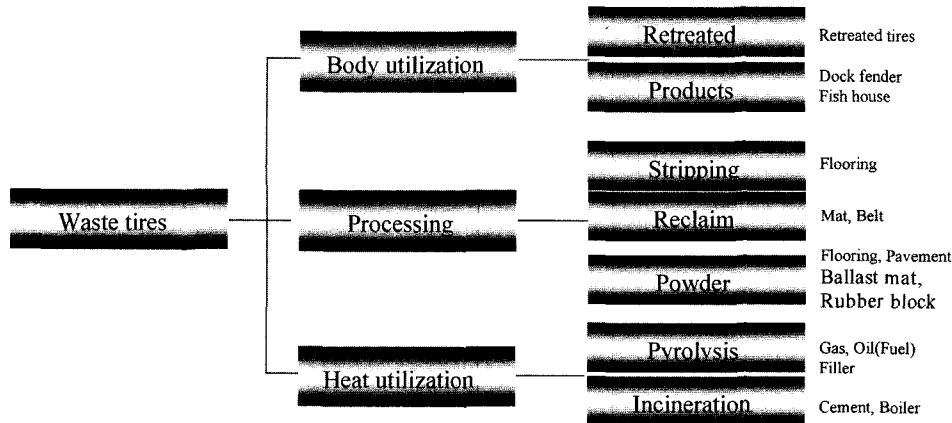 Waste tires
Body utilization
Retreated
Retreated tires
Products
Dock fender
Fish house
Processing
Stripping
Flooring
Reclaim
Mat, Belt
Powder
Flooring, Pavement
Ballast mat,
Rubber block
Heat utilization
Pyrolysis
Gas, Oil(Fuel)
Filler
Incineration
Cement, Boiler